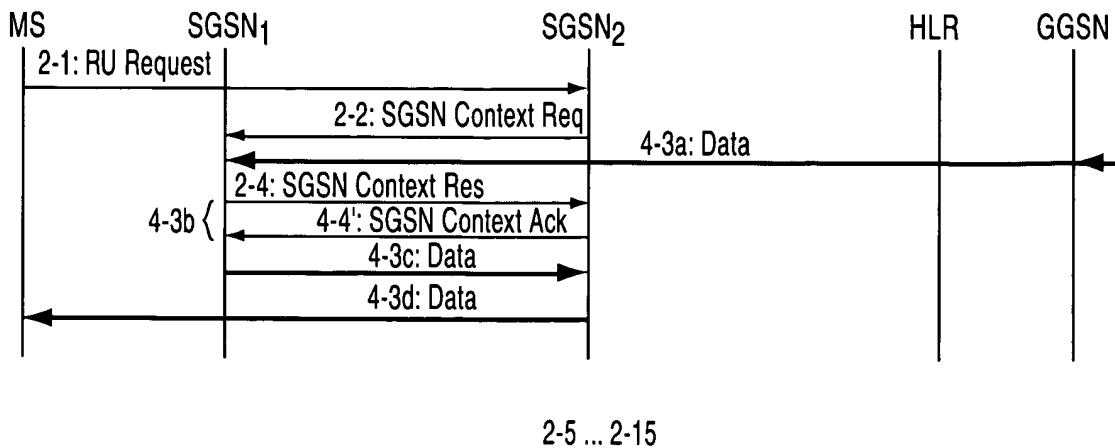 MS SGSN1 SGSN2 HLR GGSN
2-1: RU Request
2-2: SGSN Context Req
4-3a: Data
2-4: SGSN Context Res
4-3b {
4-4': SGSN Context Ack
4-3c: Data
4-3d: Data
2-5 ... 2-15